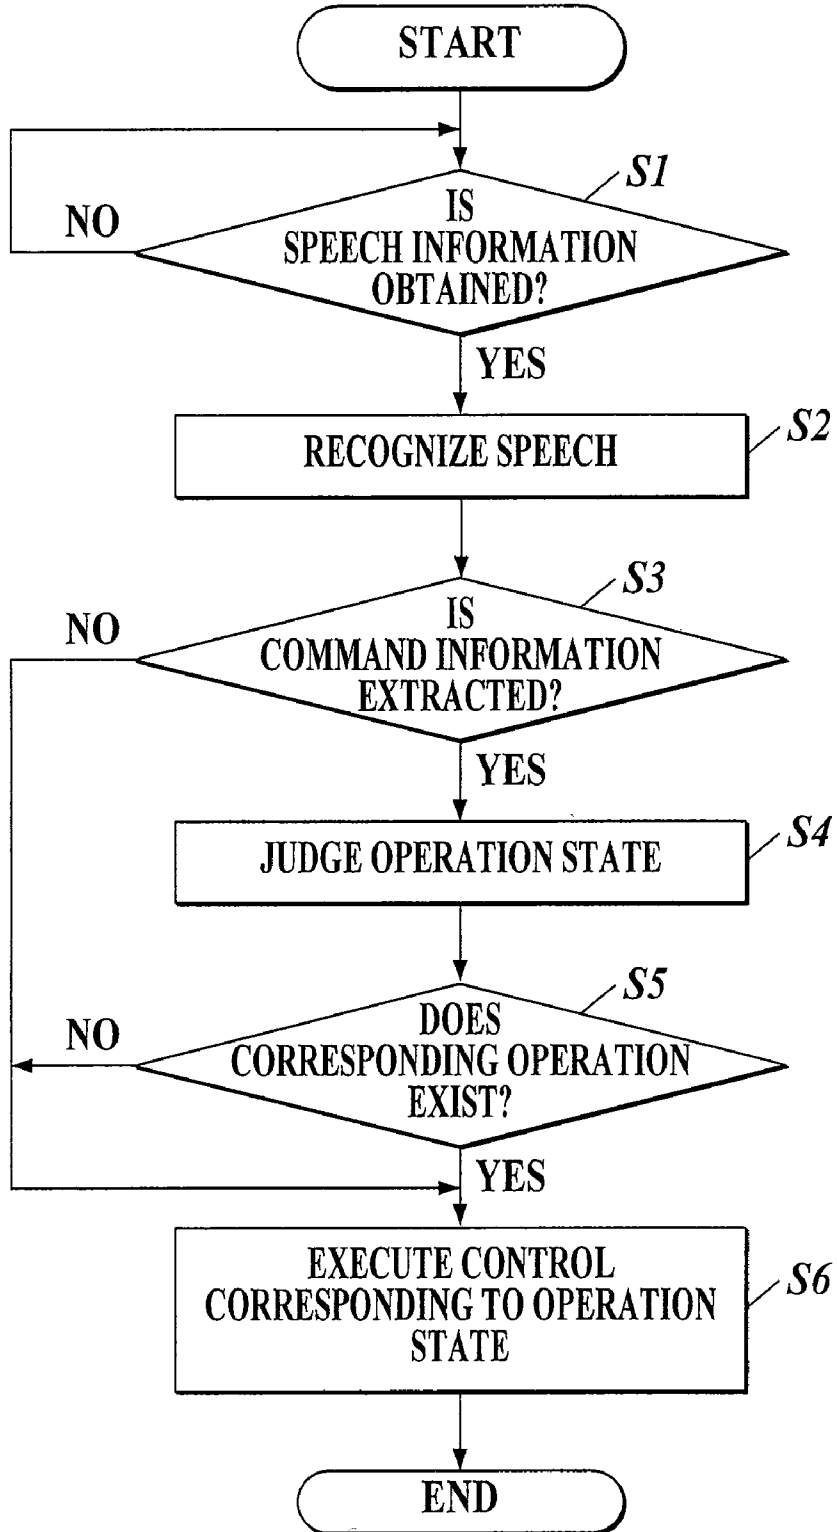 START
S1
IS
NO
SPEECH INFORMATION
OBTAINED?
YES
S2
RECOGNIZE SPEECH
S3
IS
NO
COMMAND INFORMATION
EXTRACTED?
YES
S4
JUDGE OPERATION STATE
S5
DOES
NO
CORRESPONDING OPERATION
EXIST?
YES
EXECUTE CONTROL
S6
CORRESPONDING TO OPERATION
STATE
END